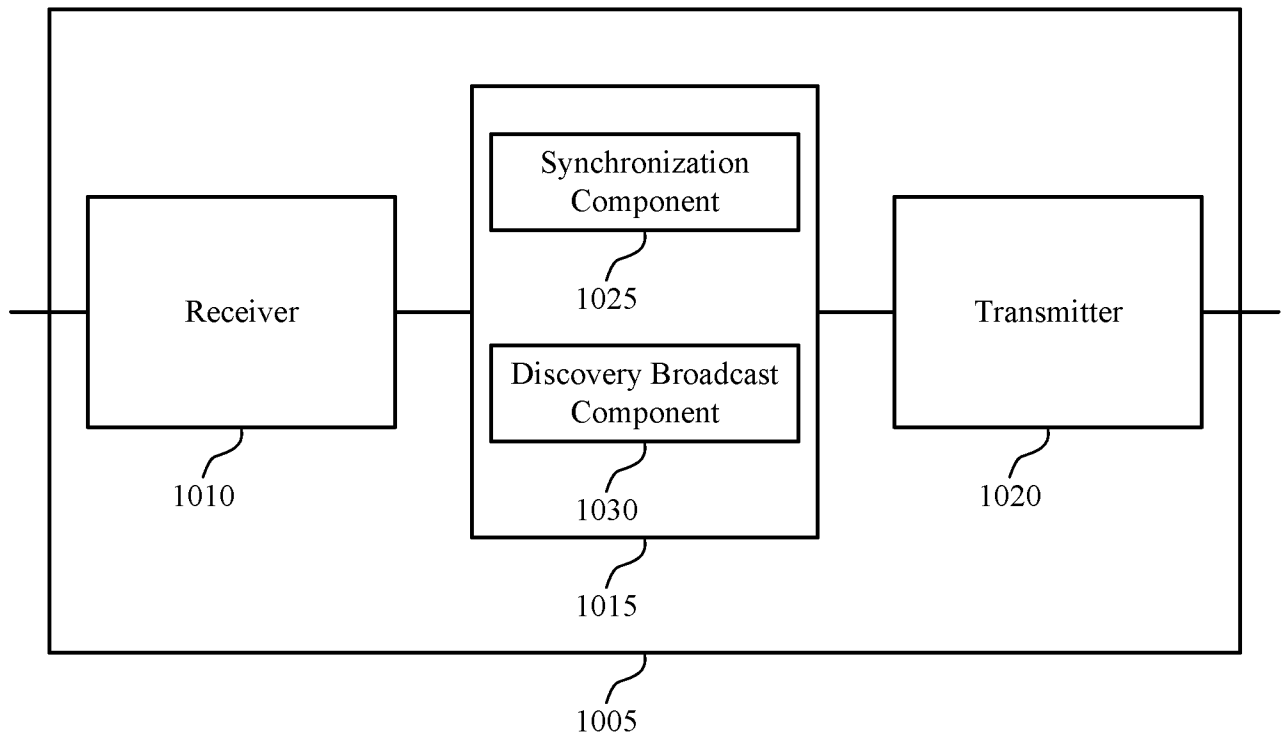 Synchronization
Component
1025
Receiver
1010
Discovery Broadcast
Component
1030
Transmitter
1020
1015
1005